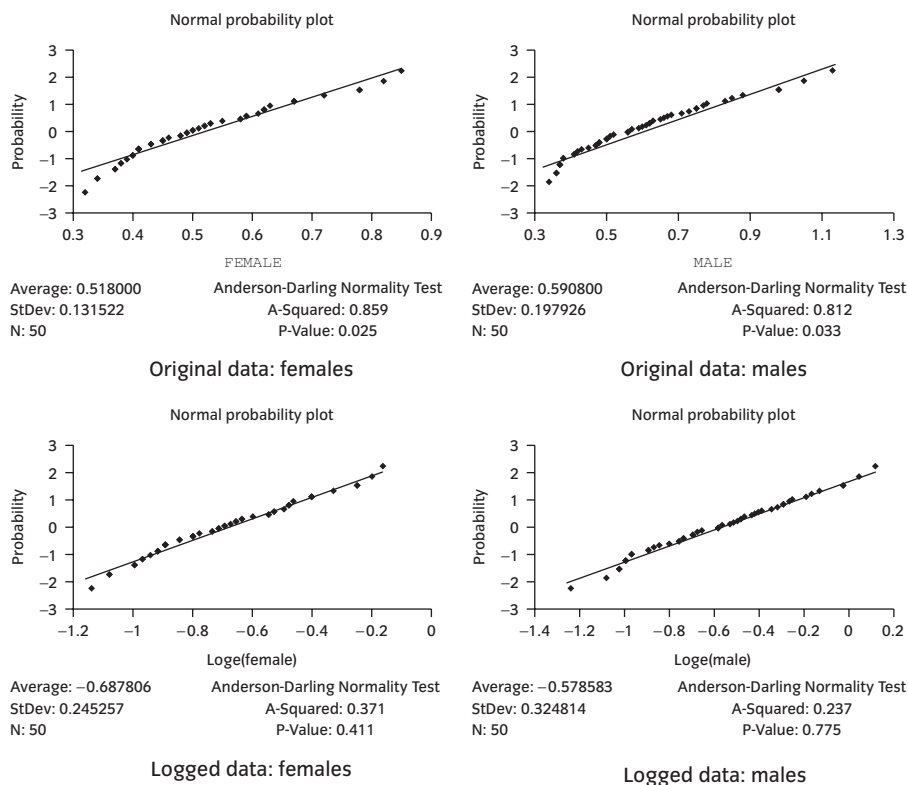 Normal probability plot
3
2
1
0
−1
−2
−3
Probability
0.3 0.4 0.5 0.6 0.7 0.8 0.9
FEMALE
Average: 0.518000 Anderson-Darling Normality Test
StDev: 0.131522 A-Squared: 0.859
N: 50 P-Value: 0.025
Original data: females
Normal probability plot
3
2
1
0
−1
−2
−3
Probability
0.3 0.5 0.7 0.9 1.1 1.3
MALE
Average: 0.590800 Anderson-Darling Normality Test
StDev: 0.197926 A-Squared: 0.812
N: 50 P-Value: 0.033
Original data: males
Normal probability plot
3
2
1
0
−1
−2
−3
Probability
−1.2 −1 −0.8 −0.6 −0.4 −0.2 0
Loge(female)
Average: −0.687806 Anderson-Darling Normality Test
StDev: 0.245257 A-Squared: 0.371
N: 50 P-Value: 0.411
Logged data: females
Normal probability plot
3
2
1
0
−1
−2
−3
Probability
−1.4 −1.2 −1 −0.8 −0.6 −0.4 −0.2 0 0.2
Loge(male)
Average: −0.578583 Anderson-Darling Normality Test
StDev: 0.324814 A-Squared: 0.237
N: 50 P-Value: 0.775
Logged data: males